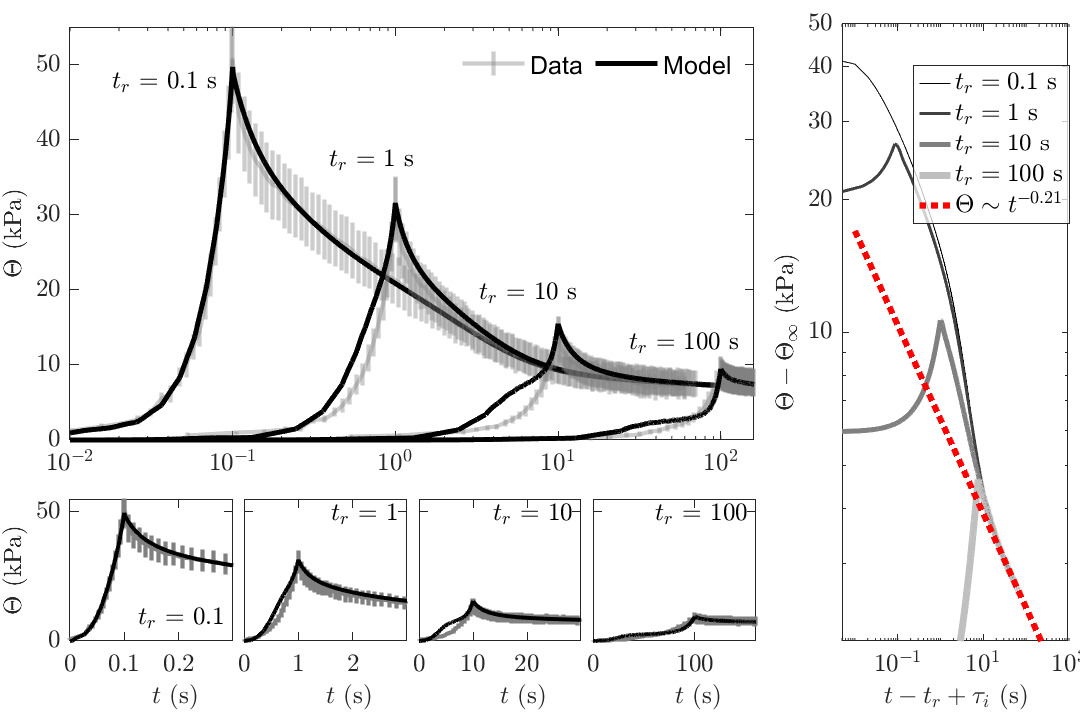 Θ (kPa)
50
40
30
20
10
0
t_r = 0.1 s
t_r = 1 s
t_r = 10 s
t_r = 100 s
Data
Model
10^{-2}
10^{-1}
10^{0}
10^{1}
10^{2}
Θ (kPa)
50
0
t_r = 0.1
0
0.1
0.2
t (s)
t_r = 1
0
1
2
t (s)
t_r = 10
0
10
20
t (s)
t_r = 100
0
100
t (s)
Θ − Θ_∞ (kPa)
50
40
30
20
10
t_r = 0.1 s
t_r = 1 s
t_r = 10 s
t_r = 100 s
Θ ∼ t^{−0.21}
10^{-1}
10^{1}
10^{3}
t − t_r + τ_i (s)